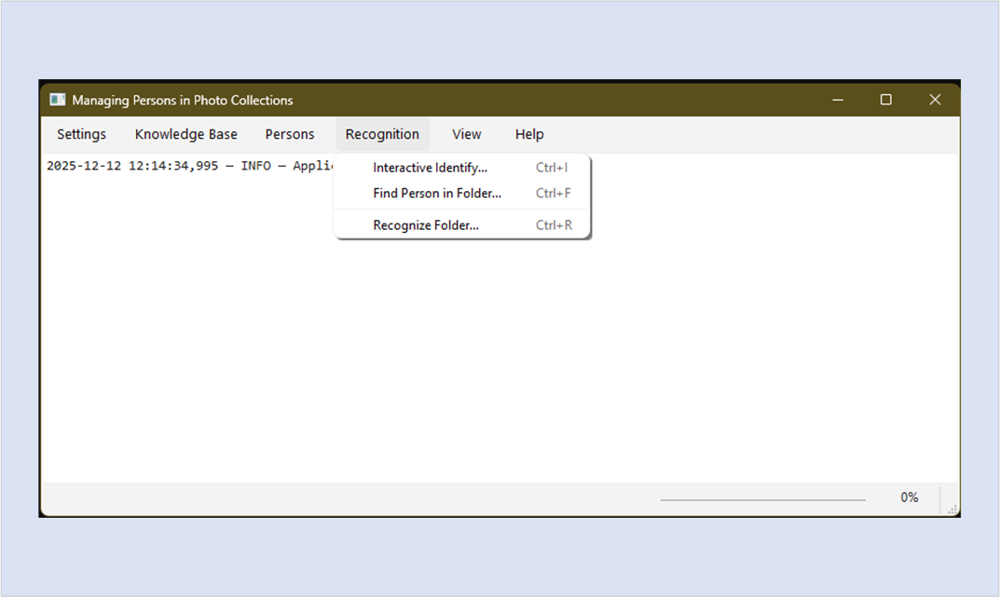 Managing Persons in Photo Collections
Settings Knowledge Base Persons Recognition View Help
2025-12-12 12:14:34,995 — INFO — Appli
Interactive Identify... Ctrl+I
Find Person in Folder... Ctrl+F
Recognize Folder... Ctrl+R
0%